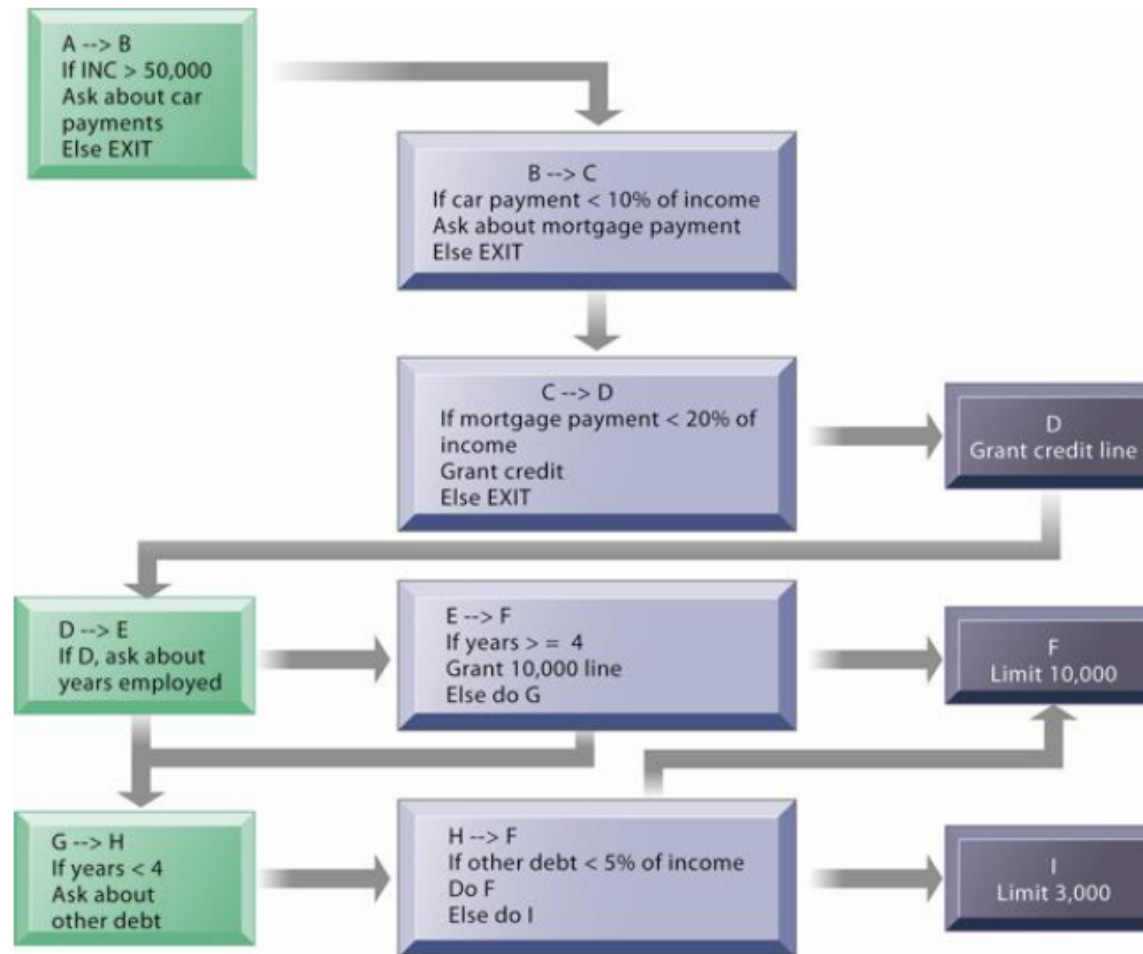 A --> B
If INC > 50,000
Ask about car
payments
Else EXIT
B --> C
If car payment < 10% of income
Ask about mortgage payment
Else EXIT
C --> D
If mortgage payment < 20% of
income
Grant credit
Else EXIT
D
Grant credit line
D --> E
If D, ask about
years employed
E --> F
If years > = 4
Grant 10,000 line
Else do G
F
Limit 10,000
G --> H
If years < 4
Ask about
other debt
H --> F
If other debt < 5% of income
Do F
Else do I
I
Limit 3,000